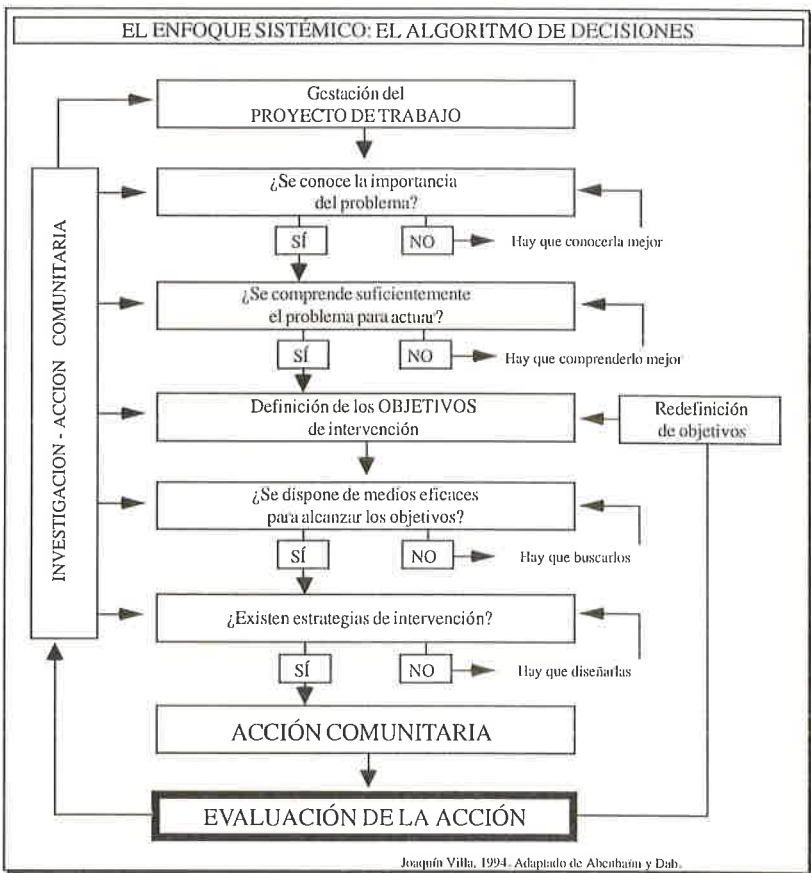 EL ENFOQUE SISTÉMICO: EL ALGORITMO DE DECISIONES
Gestación del
PROYECTO DE TRABAJO
¿Se conoce la importancia
del problema?
SÍ
NO
Hay que conocerla mejor
¿Se comprende suficientemente
el problema para actuar?
SÍ
NO
Hay que comprenderlo mejor
Definición de los OBJETIVOS
de intervención
Redefinición
de objetivos
¿Se dispone de medios eficaces
para alcanzar los objetivos?
SÍ
NO
Hay que buscarlos
¿Existen estrategias de intervención?
SÍ
NO
Hay que diseñarlas
INVESTIGACION - ACCION COMUNITARIA
ACCIÓN COMUNITARIA
EVALUACIÓN DE LA ACCIÓN
Joaquín Villa, 1994. Adaptado de Abenhaim y Dab.